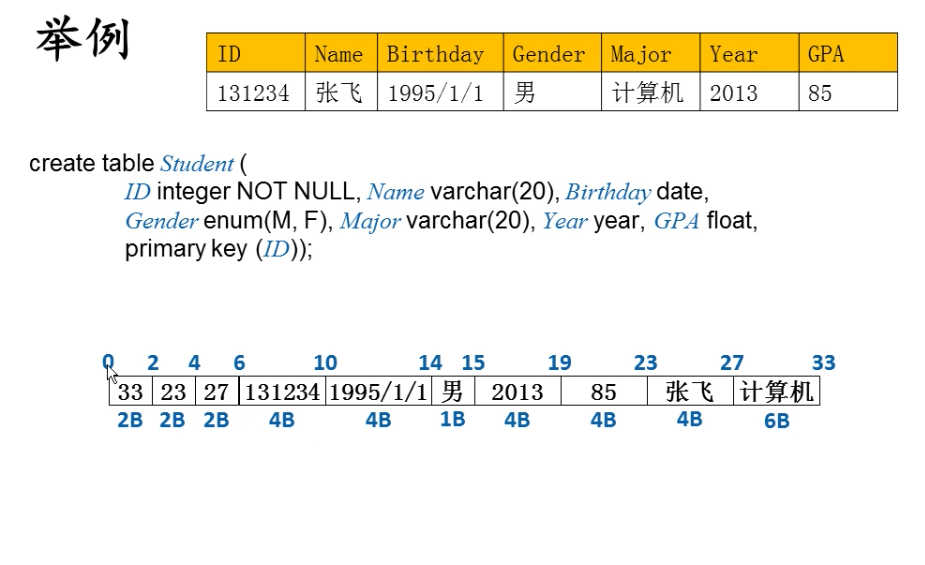 举例
ID Name Birthday Gender Major Year GPA
131234 张飞 1995/1/1 男 计算机 2013 85
create table Student (
ID integer NOT NULL, Name varchar(20), Birthday date,
Gender enum(M, F), Major varchar(20), Year year, GPA float,
primary key (ID));
0 2 4 6 10 14 15 19 23 27 33
33 23 27 131234 1995/1/1 男 2013 85 张飞 计算机
2B 2B 2B 4B 4B 1B 4B 4B 4B 6B